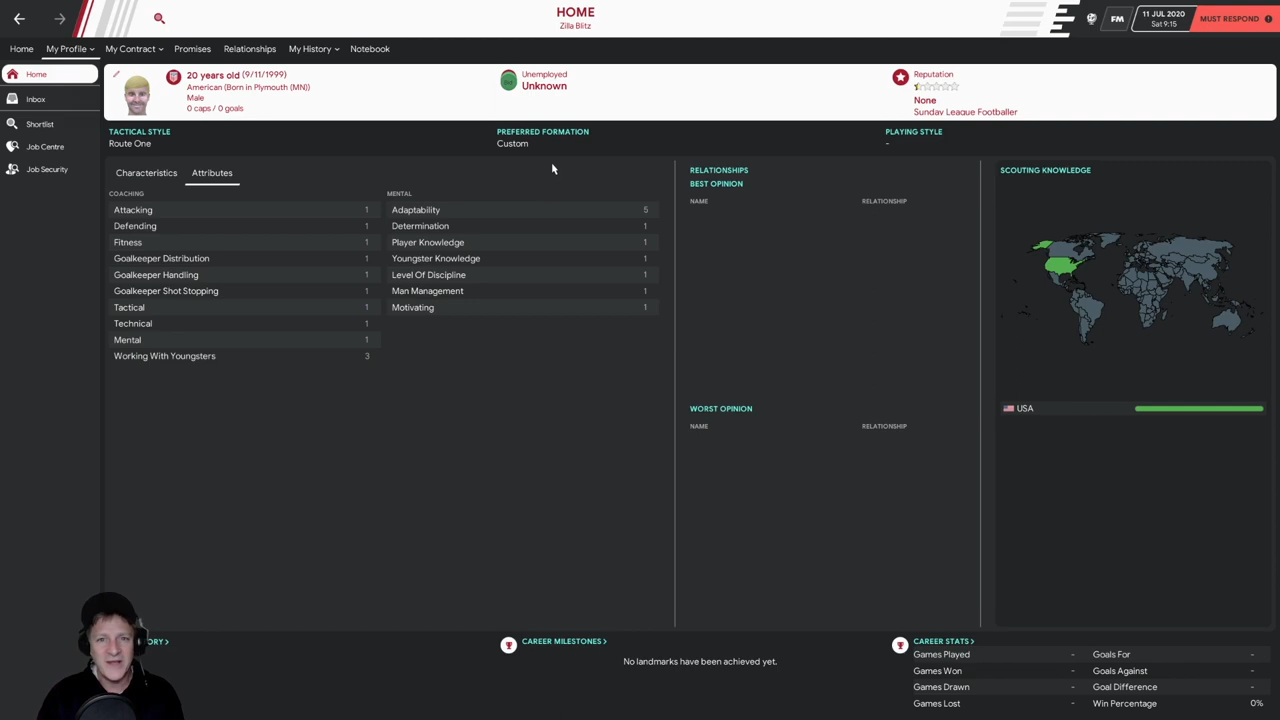 HOME
Zilla Blitz
FM
11 JUL 2020
Sat 9:15
MUST RESPOND
Home
My Profile
My Contract
Promises
Relationships
My History
Notebook
Home
Inbox
Shortlist
Job Centre
Job Security
20 years old (9/11/1999)
American (Born in Plymouth (MN))
Male
0 caps / 0 goals
Unemployed
Unknown
Reputation
None
Sunday League Footballer
TACTICAL STYLE
Route One
PREFERRED FORMATION
Custom
PLAYING STYLE
-
Characteristics
Attributes
COACHING
Attacking 1
Defending 1
Fitness 1
Goalkeeper Distribution 1
Goalkeeper Handling 1
Goalkeeper Shot Stopping 1
Tactical 1
Technical 1
Mental 1
Working With Youngsters 3
MENTAL
Adaptability 5
Determination 1
Player Knowledge 1
Youngster Knowledge 1
Level Of Discipline 1
Man Management 1
Motivating 1
RELATIONSHIPS
BEST OPINION
NAME RELATIONSHIP
WORST OPINION
NAME RELATIONSHIP
SCOUTING KNOWLEDGE
USA
ORY >
CAREER MILESTONES >
No landmarks have been achieved yet.
CAREER STATS >
Games Played - Goals For -
Games Won - Goals Against -
Games Drawn - Goal Difference -
Games Lost - Win Percentage 0%